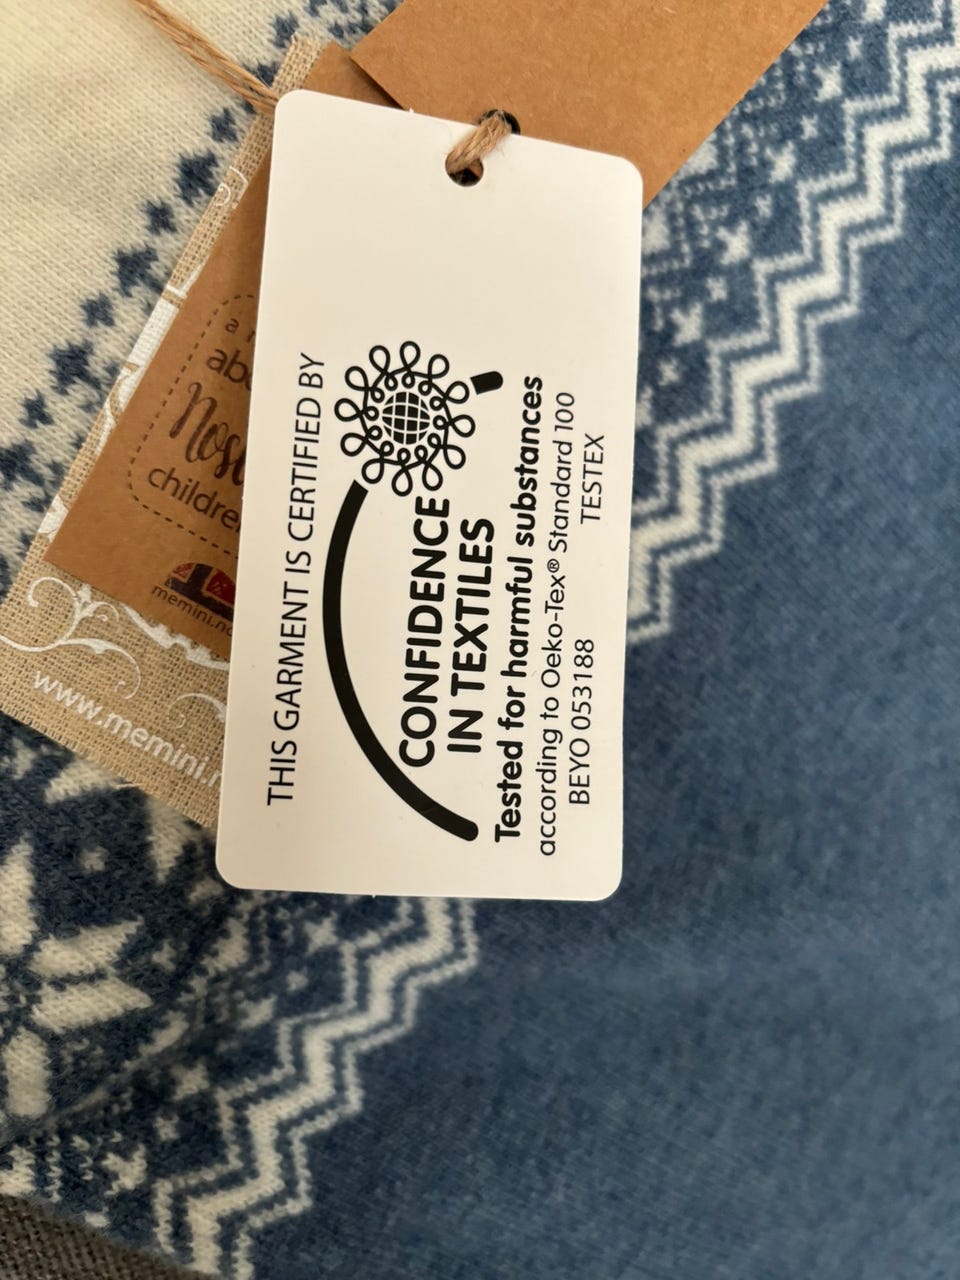 THIS GARMENT IS CERTIFIED BY
CONFIDENCE
IN TEXTILES
Tested for harmful substances
according to Oeko-Tex® Standard 100
BEYO 053188 TESTEX
a
memini.no
www.memini.